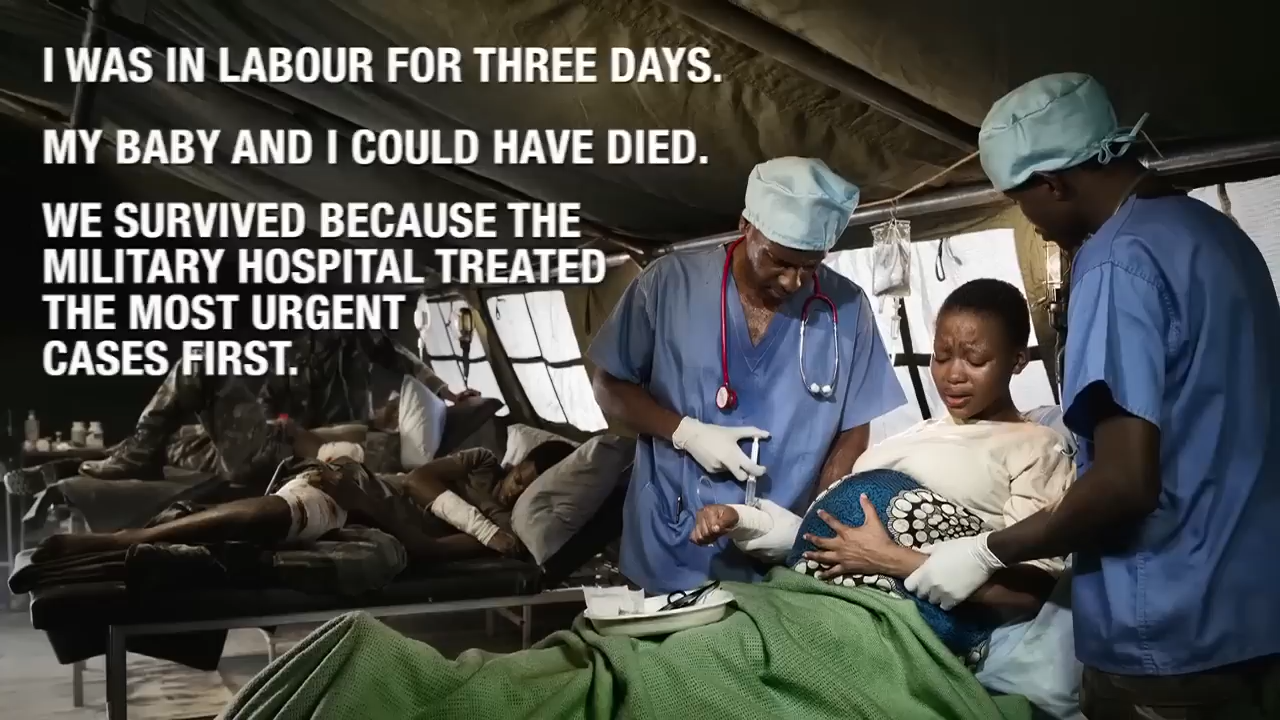 I WAS IN LABOUR FOR THREE DAYS.
MY BABY AND I COULD HAVE DIED.
WE SURVIVED BECAUSE THE
MILITARY HOSPITAL TREATED
THE MOST URGENT
CASES FIRST.